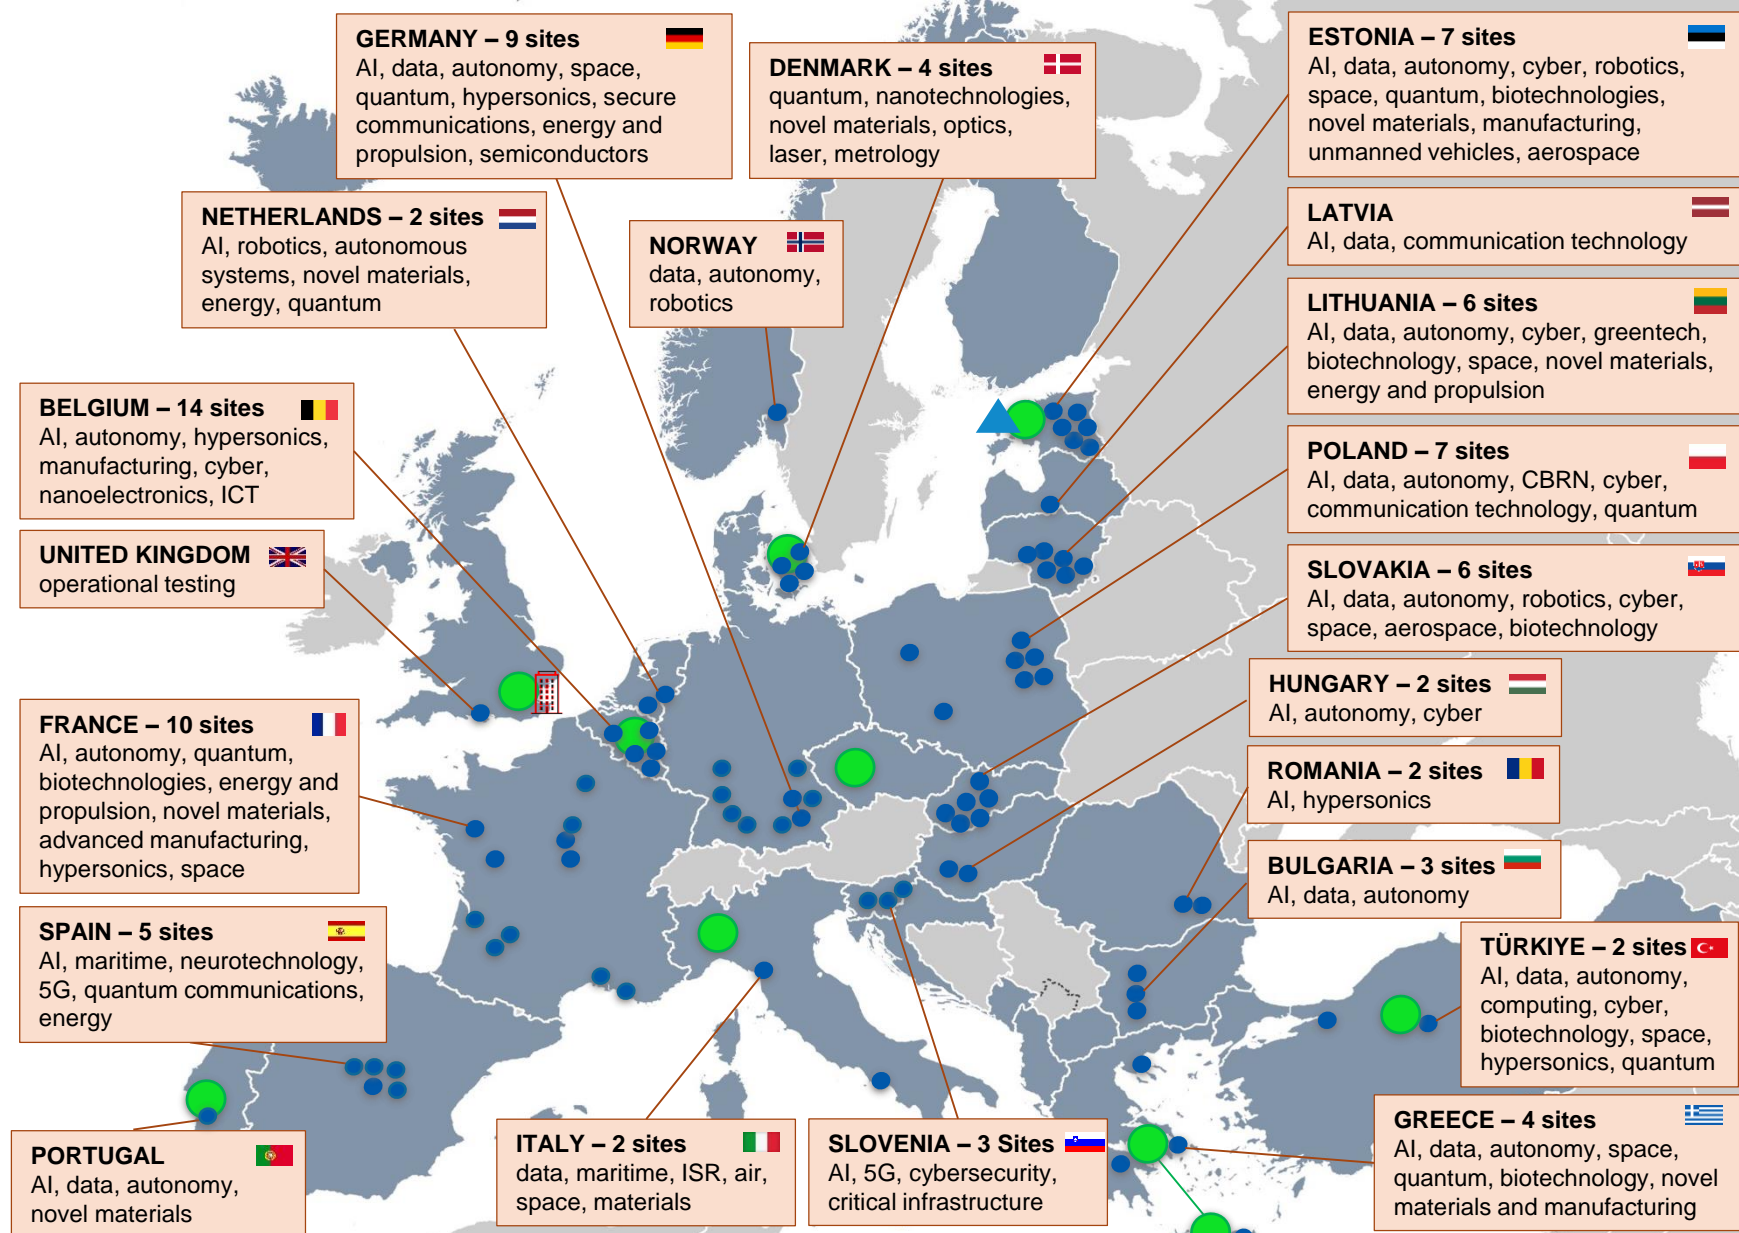 GERMANY – 9 sites
AI, data, autonomy, space,
quantum, hypersonics, secure
communications, energy and
propulsion, semiconductors
DENMARK – 4 sites
quantum, nanotechnologies,
novel materials, optics,
laser, metrology
ESTONIA – 7 sites
AI, data, autonomy, cyber, robotics,
space, quantum, biotechnologies,
novel materials, manufacturing,
unmanned vehicles, aerospace
NETHERLANDS – 2 sites
AI, robotics, autonomous
systems, novel materials,
energy, quantum
NORWAY
data, autonomy,
robotics
LATVIA
AI, data, communication technology
LITHUANIA – 6 sites
AI, data, autonomy, cyber, greentech,
biotechnology, space, novel materials,
energy and propulsion
BELGIUM – 14 sites
AI, autonomy, hypersonics,
manufacturing, cyber,
nanoelectronics, ICT
POLAND – 7 sites
AI, data, autonomy, CBRN, cyber,
communication technology, quantum
UNITED KINGDOM
operational testing
SLOVAKIA – 6 sites
AI, data, autonomy, robotics, cyber,
space, aerospace, biotechnology
HUNGARY – 2 sites
AI, autonomy, cyber
FRANCE – 10 sites
AI, autonomy, quantum,
biotechnologies, energy and
propulsion, novel materials,
advanced manufacturing,
hypersonics, space
ROMANIA – 2 sites
AI, hypersonics
BULGARIA – 3 sites
AI, data, autonomy
SPAIN – 5 sites
AI, maritime, neurotechnology,
5G, quantum communications,
energy
TÜRKIYE – 2 sites
AI, data, autonomy,
computing, cyber,
biotechnology, space,
hypersonics, quantum
PORTUGAL
AI, data, autonomy,
novel materials
ITALY – 2 sites
data, maritime, ISR, air,
space, materials
SLOVENIA – 3 Sites
AI, 5G, cybersecurity,
critical infrastructure
GREECE – 4 sites
AI, data, autonomy, space,
quantum, biotechnology, novel
materials and manufacturing